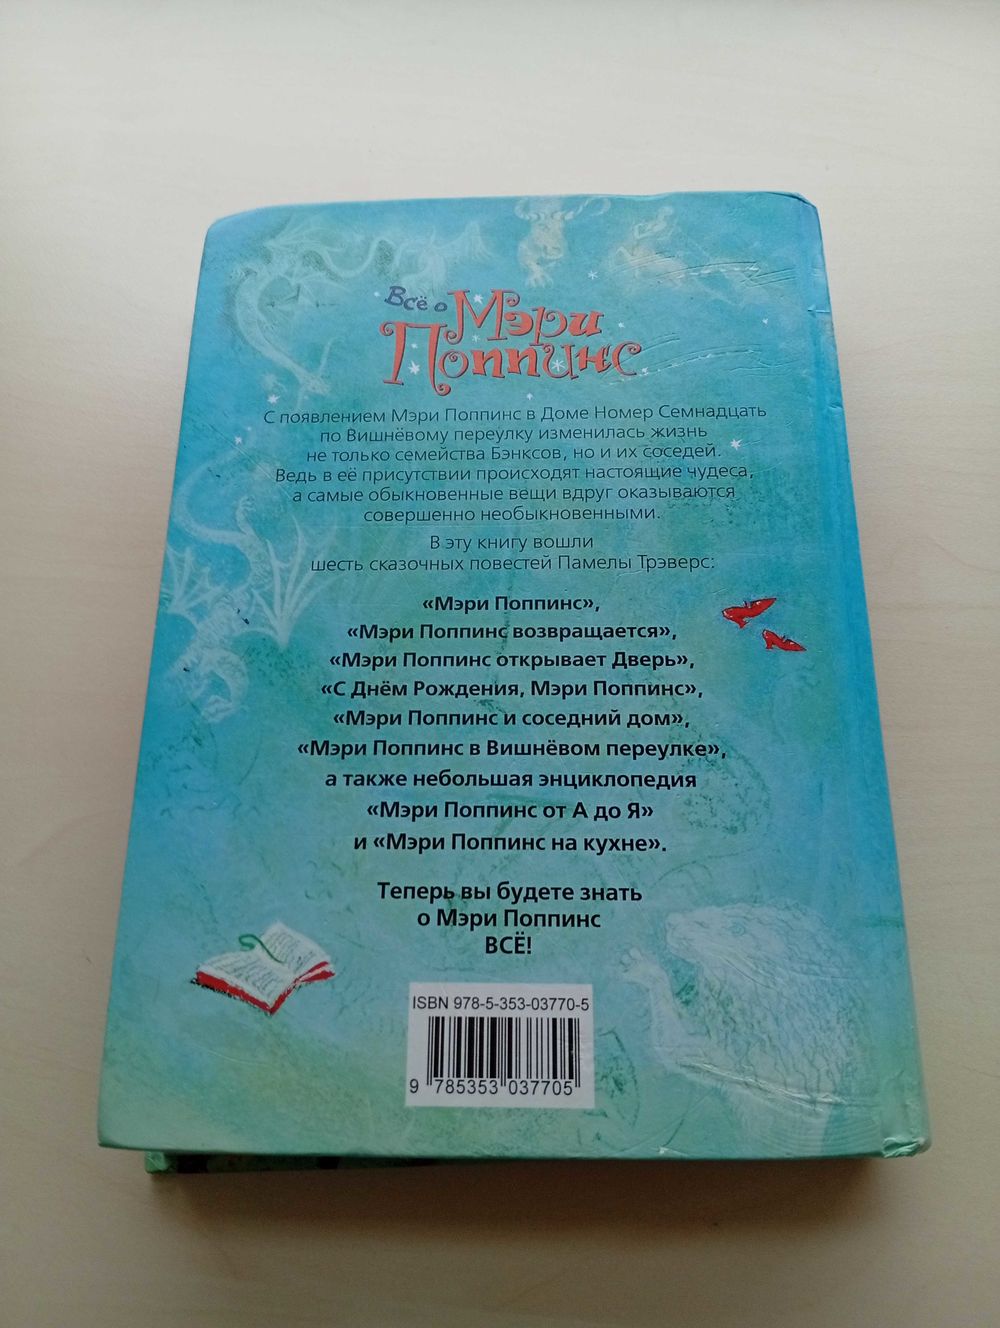 Всё о Мэри
Поппинс
С появлением Мэри Поппинс в Доме Номер Семнадцать
по Вишнёвому переулку изменилась жизнь
не только семейства Бэнксов, но и их соседей.
Ведь в её присутствии происходят настоящие чудеса,
а самые обыкновенные вещи вдруг оказываются
совершенно необыкновенными.
В эту книгу вошли
шесть сказочных повестей Памелы Трэверс:
«Мэри Поппинс»,
«Мэри Поппинс возвращается»,
«Мэри Поппинс открывает Дверь»,
«С Днём Рождения, Мэри Поппинс»,
«Мэри Поппинс и соседний дом»,
«Мэри Поппинс в Вишнёвом переулке»,
а также небольшая энциклопедия
«Мэри Поппинс от А до Я»
и «Мэри Поппинс на кухне».
Теперь вы будете знать
о Мэри Поппинс
ВСЁ!
ISBN 978-5-353-03770-5
9 785353 037705